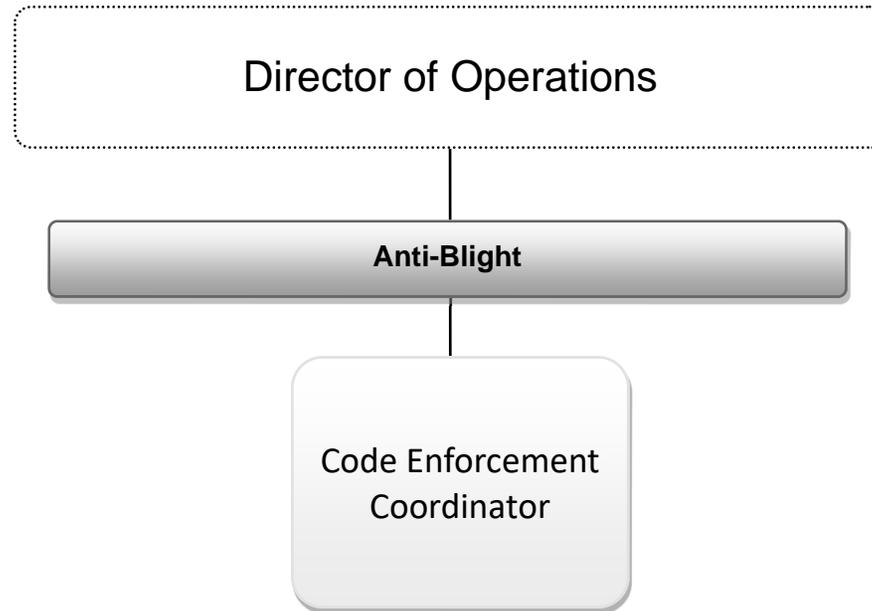 Director of Operations
Anti-Blight
Code Enforcement
Coordinator